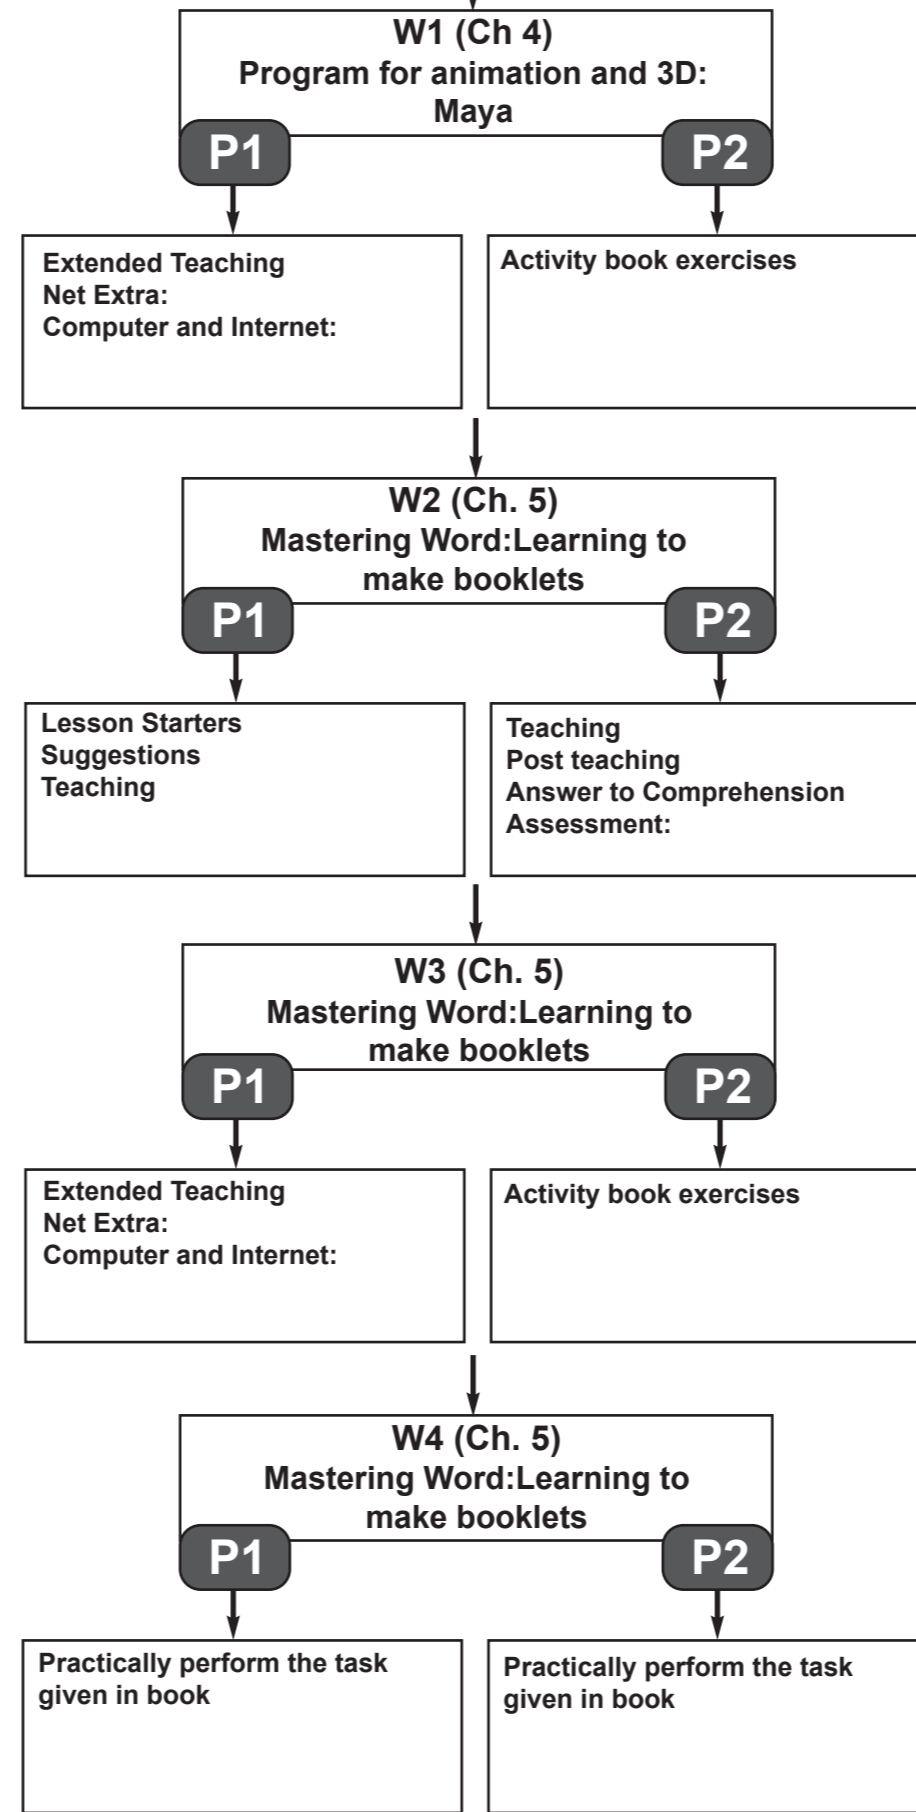 W1 (Ch 4)
Program for animation and 3D:
Maya
P1
P2
Extended Teaching
Net Extra:
Computer and Internet:
Activity book exercises
W2 (Ch. 5)
Mastering Word:Learning to
make booklets
P1
P2
Lesson Starters
Suggestions
Teaching
Teaching
Post teaching
Answer to Comprehension
Assessment:
W3 (Ch. 5)
Mastering Word:Learning to
make booklets
P1
P2
Extended Teaching
Net Extra:
Computer and Internet:
Activity book exercises
W4 (Ch. 5)
Mastering Word:Learning to
make booklets
P1
P2
Practically perform the task
given in book
Practically perform the task
given in book